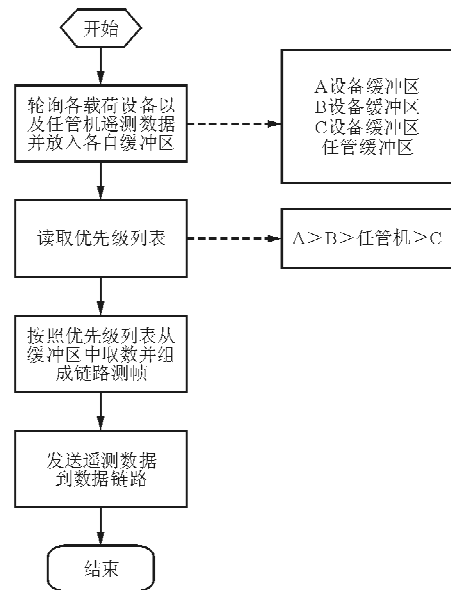 开始
轮询各载荷设备以
及任管机遥测数据
并放入各自缓冲区
A设备缓冲区
B设备缓冲区
C设备缓冲区
任管缓冲区
读取优先级列表
A>B>任管机>C
按照优先级列表从
缓冲区中取数并组
成链路测帧
发送遥测数据
到数据链路
结束